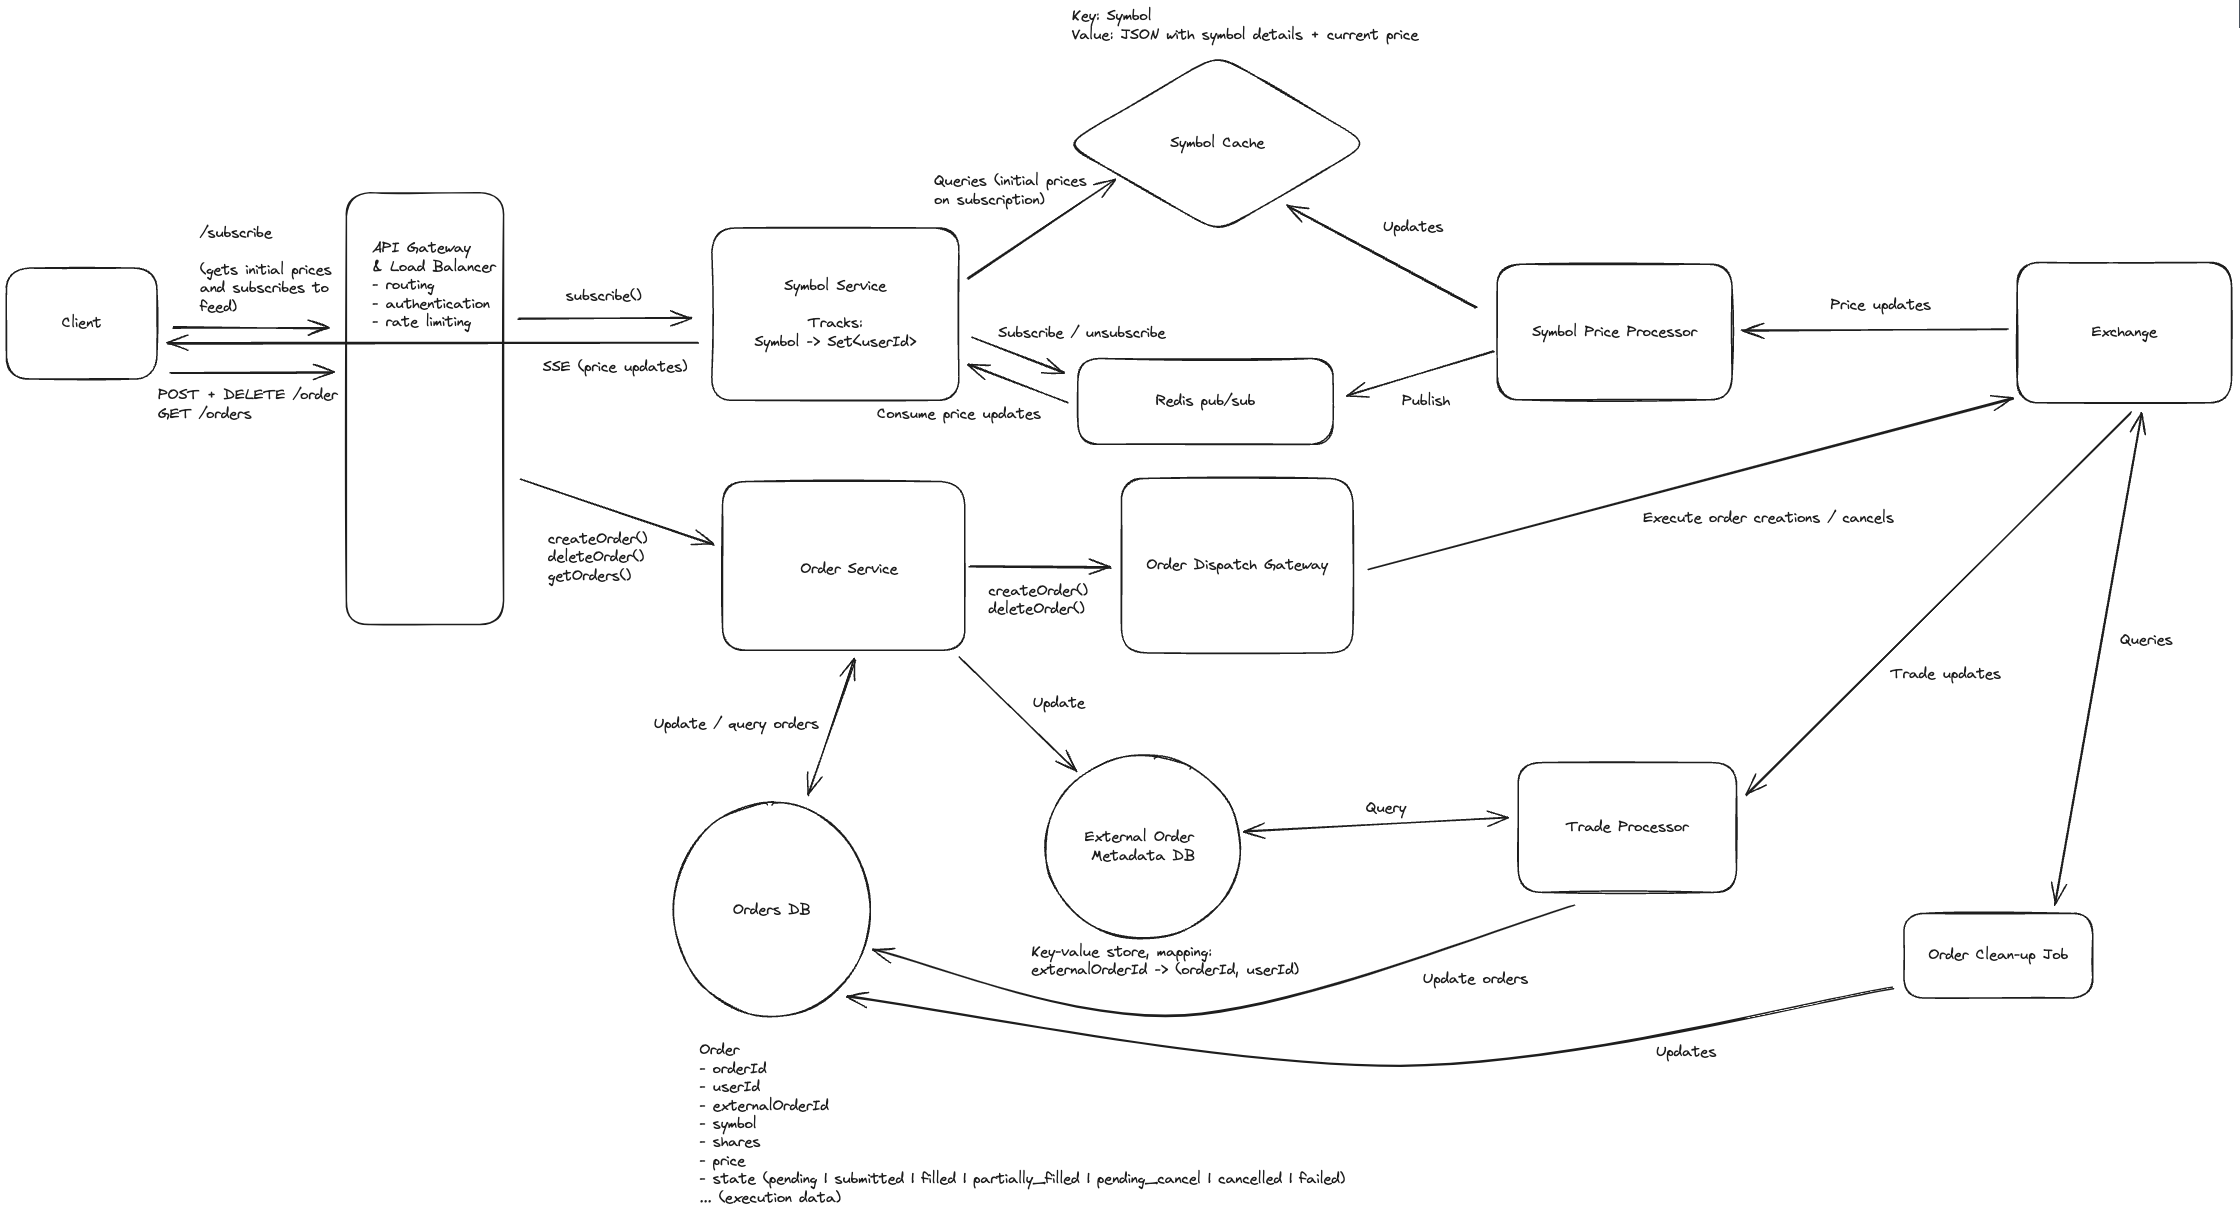 Key: Symbol
Value: JSON with symbol details + current price
Symbol Cache
Queries (initial prices
on subscription)
Updates
/subscribe
(gets initial prices
and subscribes to
feed)
Client
POST + DELETE /order
GET /orders
API Gateway
& Load Balancer
- routing
- authentication
- rate limiting
subscribe()
SSE (price updates)
Symbol Service
Tracks:
Symbol -> Set<userId>
Subscribe / unsubscribe
Consume price updates
Redis pub/sub
Publish
Symbol Price Processor
Price updates
Exchange
createOrder()
deleteOrder()
getOrders()
Order Service
createOrder()
deleteOrder()
Order Dispatch Gateway
Execute order creations / cancels
Queries
Trade updates
Update / query orders
Update
External Order
Metadata DB
Query
Trade Processor
Orders DB
Key-value store, mapping:
externalOrderId -> (orderId, userId)
Update orders
Order Clean-up Job
Updates
Order
- orderId
- userId
- externalOrderId
- symbol
- shares
- price
- state (pending | submitted | filled | partially_filled | pending_cancel | cancelled | failed)
... (execution data)